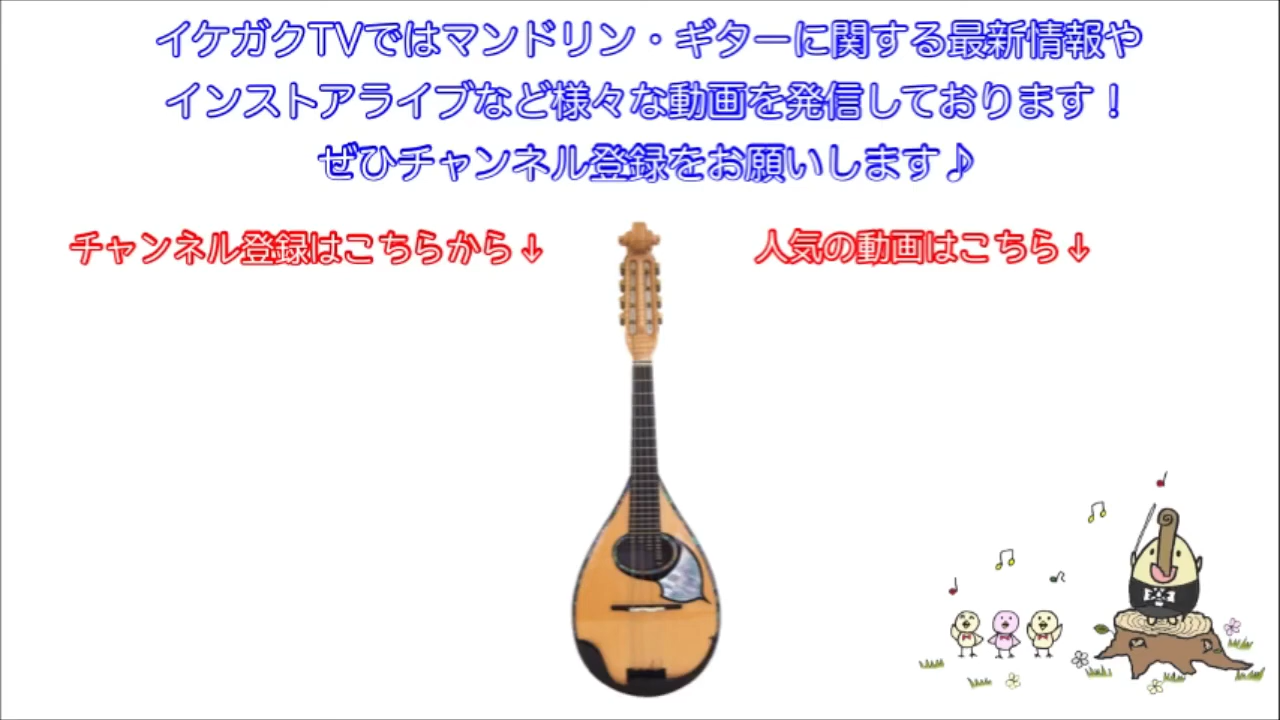 イケガクTVではマンドリン・ギターに関する最新情報や
インストアライブなど様々な動画を発信しております！
ぜひチャンネル登録をお願いします♪
チャンネル登録はこちらから↓
人気の動画はこちら↓